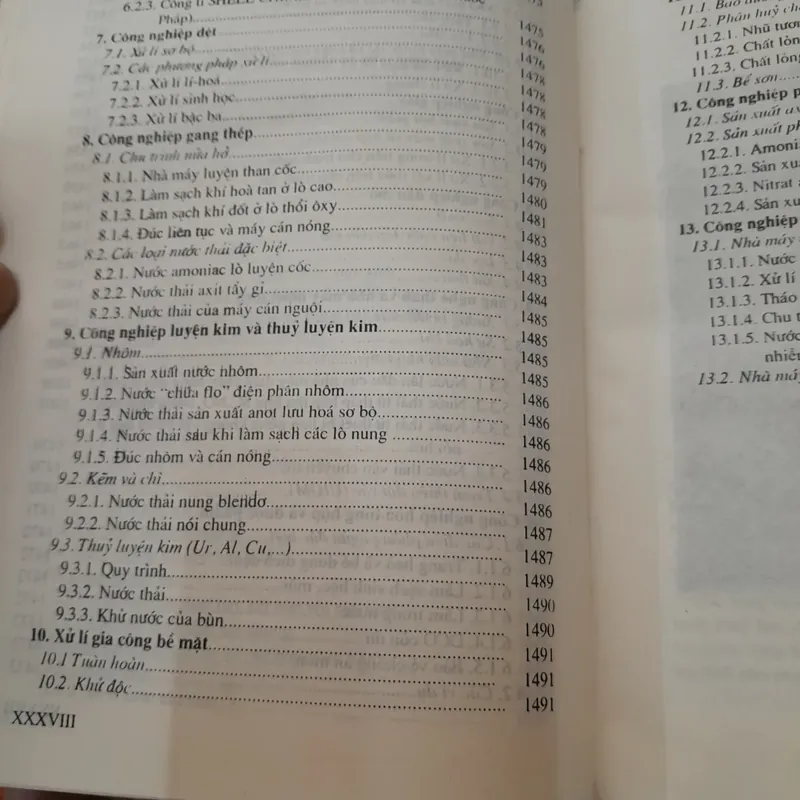 6.2.3. Công ti SHELL
Pháp)
7. Công nghiệp dệt 1475
7.1. Xử lí sơ bộ 1476
7.2. Các phương pháp xử lí 1476
7.2.1. Xử lí lí-hoá 1478
7.2.2. Xử lí sinh học 1478
7.2.3. Xử lí bậc ba 1478
8. Công nghiệp gang thép 1478
8.1. Chu trình nửa hở 1479
8.1.1. Nhà máy luyện than cốc 1479
8.1.2. Làm sạch khí hoà tan ở lò cao 1479
8.1.3. Làm sạch khí đốt ở lò thổi ôxy 1480
8.1.4. Đúc liên tục và máy cán nóng 1481
8.2. Các loại nước thải đặc biệt 1483
8.2.1. Nước amoniac lò luyện cốc 1483
8.2.2. Nước thải axit tẩy gỉ 1483
8.2.3. Nước thải của máy cán nguội 1484
9. Công nghiệp luyện kim và thuỷ luyện kim 1485
9.1. Nhôm 1485
9.1.1. Sản xuất nước nhôm 1485
9.1.2. Nước “chữa flo” điện phân nhôm 1485
9.1.3. Nước thải sản xuất anot lưu hoá sơ bộ 1486
9.1.4. Nước thải sau khi làm sạch các lò nung 1486
9.1.5. Đúc nhôm và cán nóng 1486
9.2. Kẽm và chì 1486
9.2.1. Nước thải nung blendơ 1486
9.2.2. Nước thải nói chung 1486
9.3. Thuỷ luyện kim (Ur, Al, Cu,...) 1487
9.3.1. Quy trình 1487
9.3.2. Nước thải 1489
9.3.3. Khử nước của bùn 1490
10. Xử lí gia công bề mặt 1490
10.1 Tuần hoàn 1491
10.2. Khử độc 1491
1491
XXXVIII
11.1. Bao
11.2. Phân huỷ
11.2.1. Nhũ
11.2.2. Chất
11.2.3. Chất
11.3. Bể sơn
12. Công nghiệp
12.1. Sản xuất
12.2. Sản xuất
12.2.1.
12.2.2. Sản
12.2.3. Nitrat
12.2.4. Sản
13. Công nghiệp
13.1. Nhà máy
13.1.1. Nước
13.1.2. Xử lí
13.1.3. Tháo
13.1.4. Chu
13.1.5. Nước
13.2. Nhà